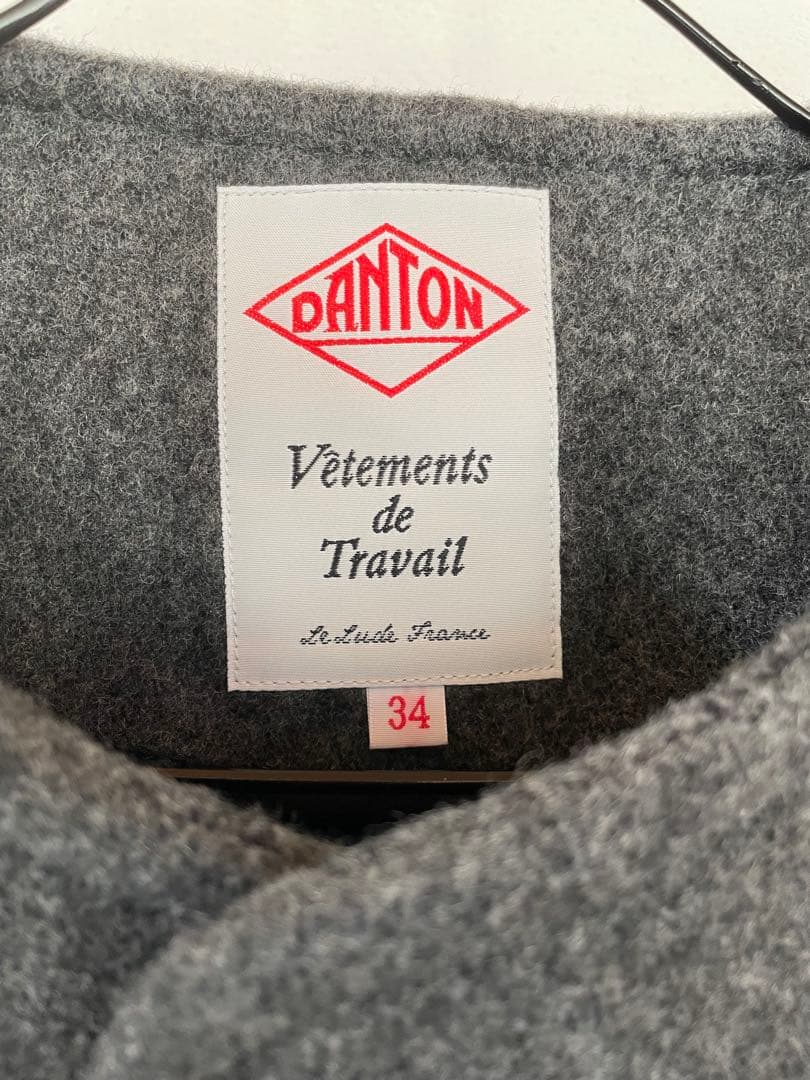 DANTON
Vêtements
de
Travail
Le Lude France
34